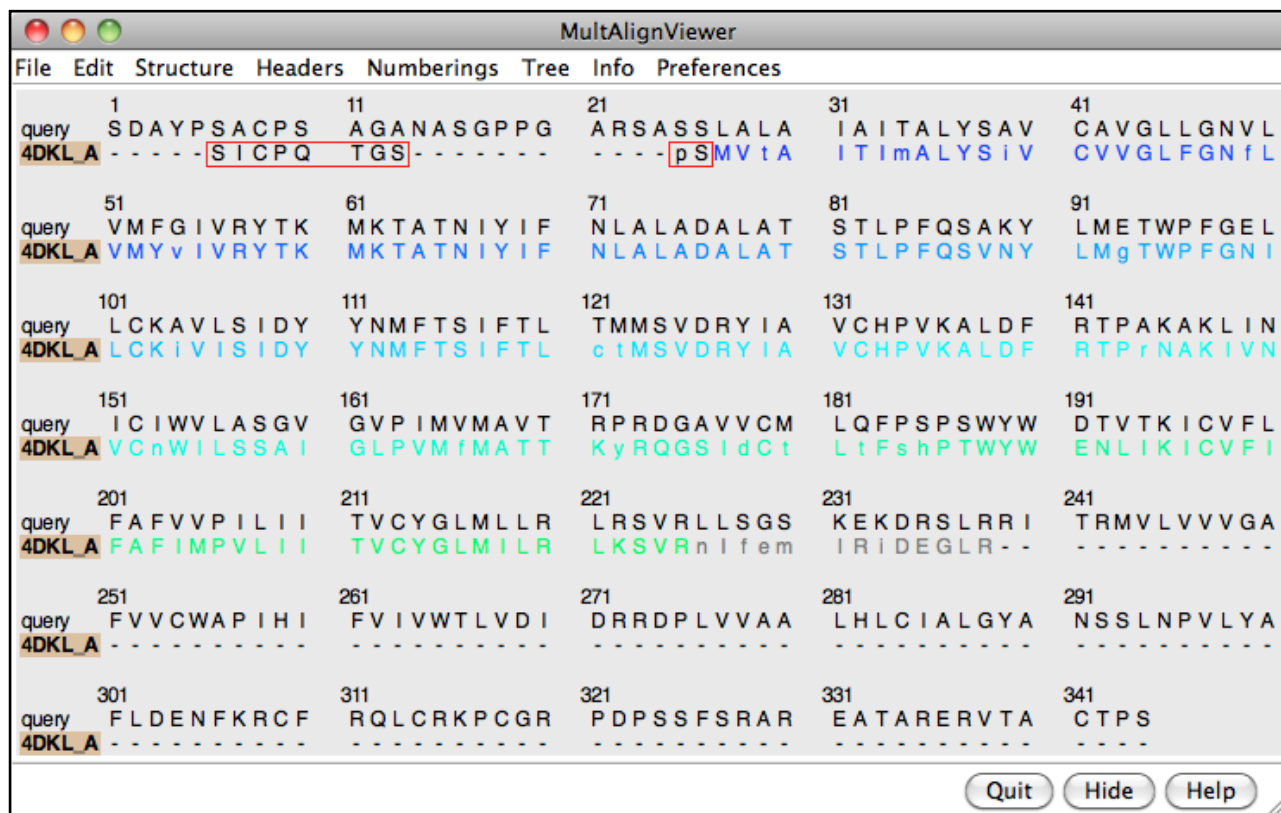 MultAlignViewer
File Edit Structure Headers Numberings Tree Info Preferences
1 11 21 31 41
query SDAYPSACPS AGANASGPPG ARSASSLALA IAITALYSAV CAVGLLGNVL
4DKL_A - - - - - SICPQ TGS- - - - - - - - - - - pSMVtA ITImALYSiV CVVGLFGNfL
51 61 71 81 91
query VMFGIVRYTK MKTATNIYIF NLALADALAT STLPFQSAKY LMETWPFGEL
4DKL_A VMYvIVRYTK MKTATNIYIF NLALADALAT STLPFQSVNY LMgTWPFGNI
101 111 121 131 141
query LCKAVLSIDY YNMFTSIFTL TMMSVDRYIA VCHPVKALDF RTPAKAKLIN
4DKL_A LCKiVISIDY YNMFTSIFTL ctMSVDRYIA VCHPVKALDF RTPrNAKIVN
151 161 171 181 191
query ICIWVLASGV GVPIMVMAVT RPRDGAVVCM LQFPSPSWYW DTVTKICVFL
4DKL_A VCnWILSSAI GLPVMfMATT KyRQGSIdCt LtFshPTWYW ENLIKICVFI
201 211 221 231 241
query FAFVVPILII TVCYGLMLLR LRSVRLLSGS KEKDRSLRRI TRMVLVVVGA
4DKL_A FAFIMPVLII TVCYGLMILR LKSVRnIfem IRiDEGLR- - - - - - - - - - - -
251 261 271 281 291
query FVVCWAPIHI FVIVWTLVDI DRRDPLVVAA LHLCIALGYA NSSLNPVLYA
4DKL_A - - - - - - - - - - - - - - - - - - - - - - - - - - - - - - - - - - - - - - - - - - - - - - - - - -
301 311 321 331 341
query FLDENFKRCF RQLCRKPCGR PDPSSFSRAR EATARERVTA CTPS
4DKL_A - - - - - - - - - - - - - - - - - - - - - - - - - - - - - - - - - - - - - - - - - - - -
Quit Hide Help